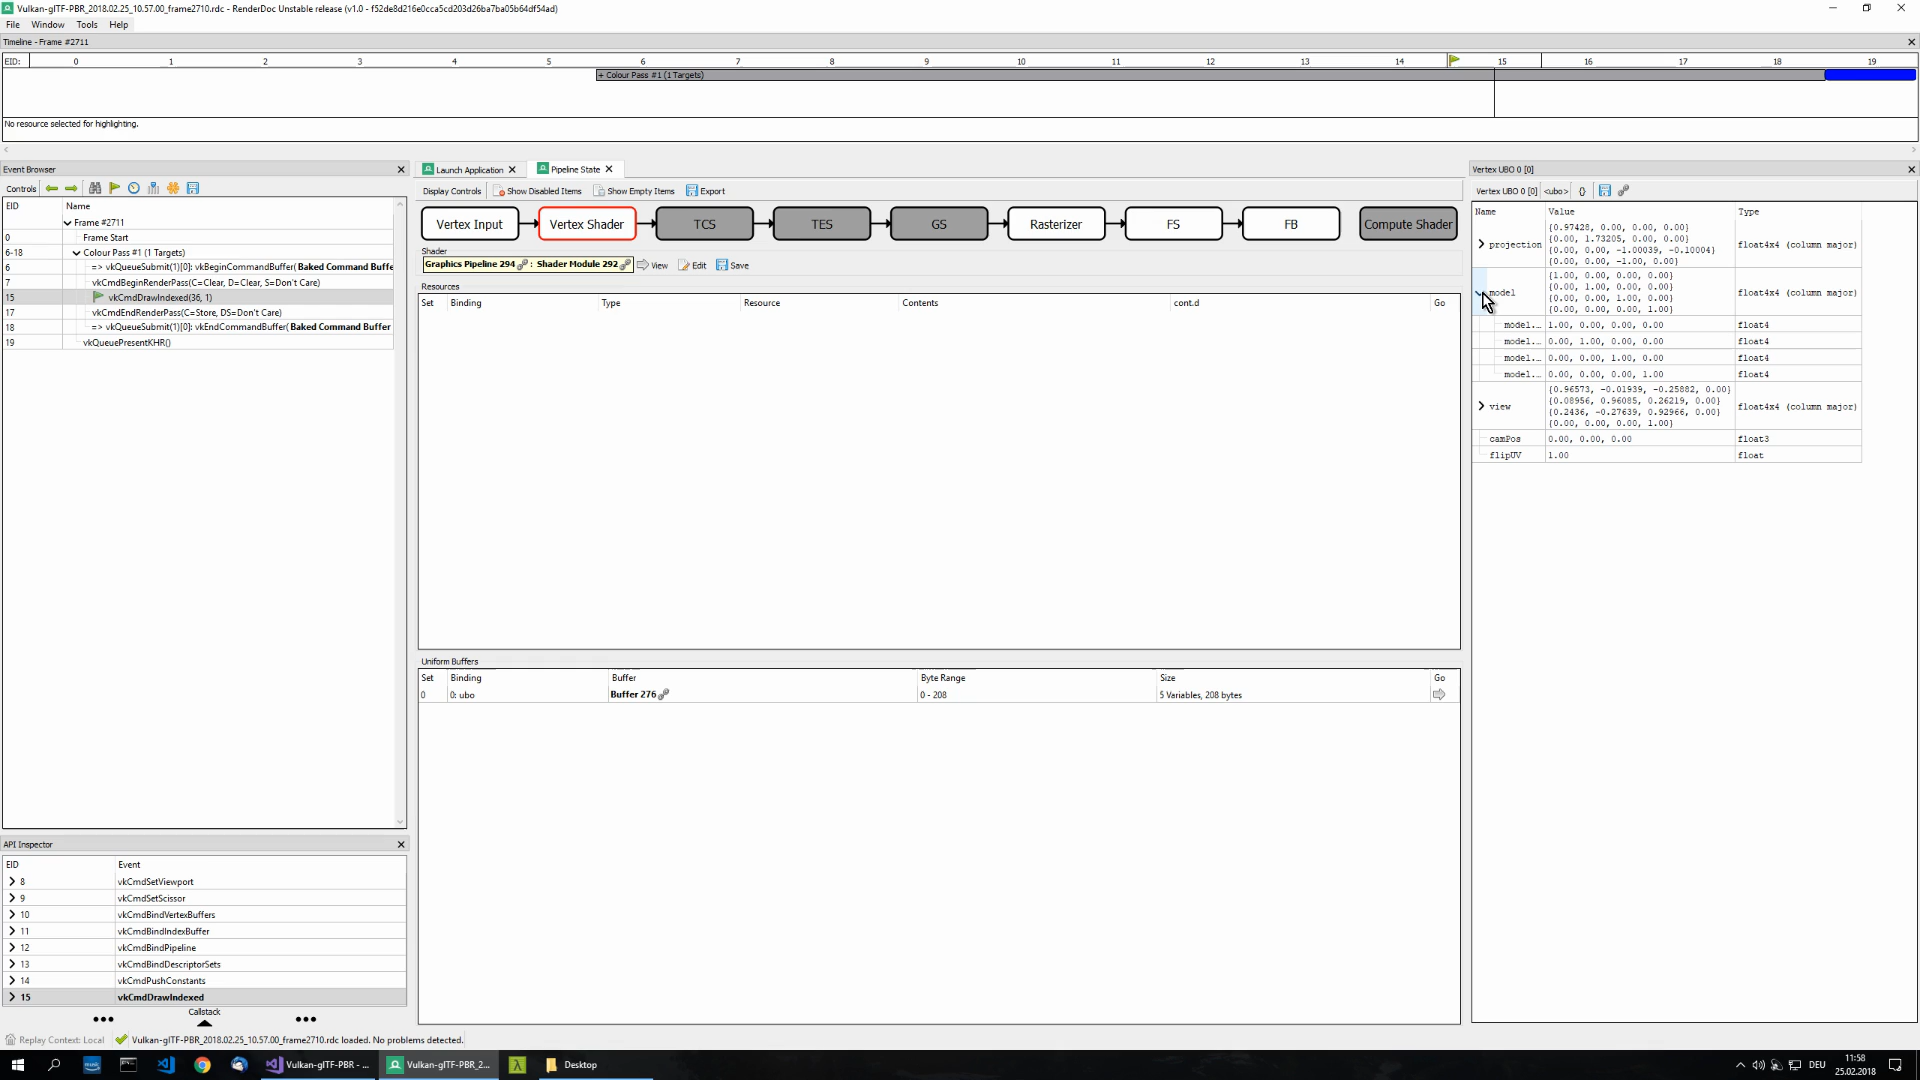 Vulkan-glTF-PBR_2018.02.25_10.57.00_frame2710.rdc - RenderDoc Unstable release (v1.0 - f52de8d216e0cca5cd203d26ba7ba05b64df54ad)
File Window Tools Help
Timeline - Frame #2711
EID: 0 1 2 3 4 5 6 7 8 9 10 11 12 13 14 15 16 17 18 19
+ Colour Pass #1 (1 Targets)
No resource selected for highlighting.
Event Browser
Controls
EID Name
Frame #2711
0 Frame Start
6-18 Colour Pass #1 (1 Targets)
6 => vkQueueSubmit(1)[0]: vkBeginCommandBuffer(Baked Command Buffe
7 vkCmdBeginRenderPass(C=Clear, D=Clear, S=Don't Care)
15 vkCmdDrawIndexed(36, 1)
17 vkCmdEndRenderPass(C=Store, DS=Don't Care)
18 => vkQueueSubmit(1)[0]: vkEndCommandBuffer(Baked Command Buffer
19 vkQueuePresentKHR()
API Inspector
EID Event
8 vkCmdSetViewport
9 vkCmdSetScissor
10 vkCmdBindVertexBuffers
11 vkCmdBindIndexBuffer
12 vkCmdBindPipeline
13 vkCmdBindDescriptorSets
14 vkCmdPushConstants
15 vkCmdDrawIndexed
Callstack
Launch Application Pipeline State
Display Controls Show Disabled Items Show Empty Items Export
Vertex Input Vertex Shader TCS TES GS Rasterizer FS FB Compute Shader
Shader
Graphics Pipeline 294 : Shader Module 292 View Edit Save
Resources
Set Binding Type Resource Contents cont.d Go
Uniform Buffers
Set Binding Buffer Byte Range Size Go
0 0: ubo Buffer 276 0 - 208 5 Variables, 208 bytes
Vertex UBO 0 [0]
Vertex UBO 0 [0] <ubo> {}
Name Value Type
{0.97428, 0.00, 0.00, 0.00}
{0.00, 1.73205, 0.00, 0.00}
projection float4x4 (column major)
{0.00, 0.00, -1.00039, -0.10004}
{0.00, 0.00, -1.00, 0.00}
{1.00, 0.00, 0.00, 0.00}
{0.00, 1.00, 0.00, 0.00}
model float4x4 (column major)
{0.00, 0.00, 1.00, 0.00}
{0.00, 0.00, 0.00, 1.00}
model... 1.00, 0.00, 0.00, 0.00 float4
model... 0.00, 1.00, 0.00, 0.00 float4
model... 0.00, 0.00, 1.00, 0.00 float4
model... 0.00, 0.00, 0.00, 1.00 float4
{0.96573, -0.01939, -0.25882, 0.00}
{0.08956, 0.96085, 0.26219, 0.00}
view float4x4 (column major)
{0.2436, -0.27639, 0.92966, 0.00}
{0.00, 0.00, 0.00, 1.00}
camPos 0.00, 0.00, 0.00 float3
flipUV 1.00 float
Replay Context: Local Vulkan-glTF-PBR_2018.02.25_10.57.00_frame2710.rdc loaded. No problems detected.
Vulkan-glTF-PBR - ... Vulkan-glTF-PBR_2... Desktop DEU 11:58
25.02.2018